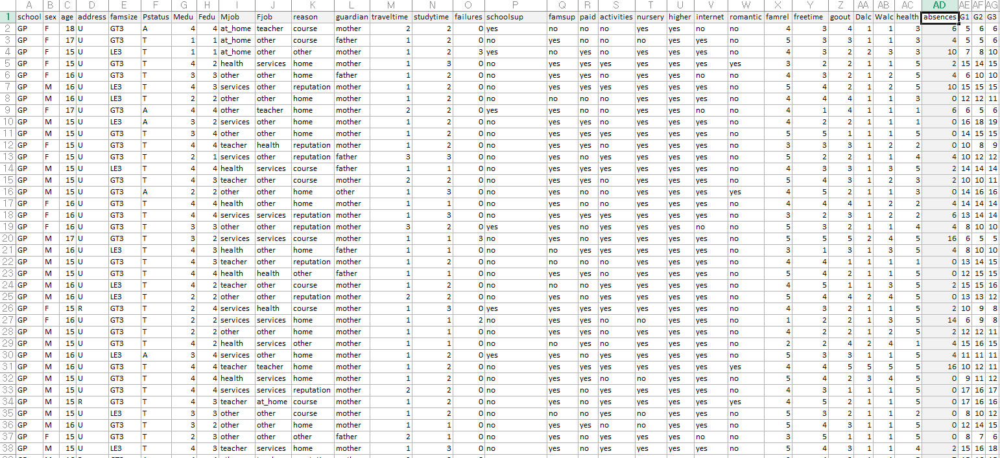 A B C D E F G H I J K L M N O P Q R S T U V W X Y Z AA AB AC AD AE AF AG
1 school sex age address famsize Pstatus Medu Fedu Mjob Fjob reason guardian traveltime studytime failures schoolsup famsup paid activities nursery higher internet romantic famrel freetime goout Dalc Walc health absences G1 G2 G3
2 GP F 18 U GT3 A 4 4 at_home teacher course mother 2 2 0 yes no no no yes yes no no 4 3 4 1 1 3 6 5 6 6
3 GP F 17 U GT3 T 1 1 at_home other course father 1 2 0 no yes no no no yes yes no 5 3 3 1 1 3 4 5 5 6
4 GP F 15 U LE3 T 1 1 at_home other other mother 1 2 3 yes no yes no yes yes yes no 4 3 2 2 3 3 10 7 8 10
5 GP F 15 U GT3 T 4 2 health services home mother 1 3 0 no yes yes yes yes yes yes yes 3 2 2 1 1 5 2 15 14 15
6 GP F 16 U GT3 T 3 3 other other home father 1 2 0 no yes yes no yes yes no no 4 3 2 1 2 5 4 6 10 10
7 GP M 16 U LE3 T 4 3 services other reputation mother 1 2 0 no yes yes yes yes yes yes no 5 4 2 1 2 5 10 15 15 15
8 GP M 16 U LE3 T 2 2 other other home mother 1 2 0 no no no no yes yes yes no 4 4 4 1 1 3 0 12 12 11
9 GP F 17 U GT3 A 4 4 other teacher home mother 2 2 0 yes yes no no yes yes no no 4 1 4 1 1 1 6 6 5 6
10 GP M 15 U LE3 A 3 2 services other home mother 1 2 0 no yes yes no yes yes yes no 4 2 2 1 1 1 0 16 18 19
11 GP M 15 U GT3 T 3 4 other other home mother 1 2 0 no yes yes yes yes yes yes no 5 5 1 1 1 5 0 14 15 15
12 GP F 15 U GT3 T 4 4 teacher health reputation mother 1 2 0 no yes yes no yes yes yes no 3 3 3 1 2 2 0 10 8 9
13 GP F 15 U GT3 T 2 1 services other reputation father 3 3 0 no yes no yes yes yes yes no 5 2 2 1 1 4 4 10 12 12
14 GP M 15 U LE3 T 4 4 health services course father 1 1 0 no yes yes yes yes yes yes no 4 3 3 1 3 5 2 14 14 14
15 GP M 15 U GT3 T 4 3 teacher other course mother 2 2 0 no yes yes no yes yes yes no 5 4 3 1 2 3 2 10 10 11
16 GP M 15 U GT3 A 2 2 other other home other 1 3 0 no yes no no yes yes yes yes 4 5 2 1 1 3 0 14 16 16
17 GP F 16 U GT3 T 4 4 health other home mother 1 1 0 no yes no no yes yes yes no 4 4 4 1 2 2 4 14 14 14
18 GP F 16 U GT3 T 4 4 services services reputation mother 1 3 0 no yes yes yes yes yes yes no 3 2 3 1 2 2 6 13 14 14
19 GP F 16 U GT3 T 3 3 other other reputation mother 3 2 0 yes yes no yes yes yes no no 5 3 2 1 1 4 4 8 10 10
20 GP M 17 U GT3 T 3 2 services services course mother 1 1 3 no yes no yes yes yes yes no 5 5 5 2 4 5 16 6 5 5
21 GP M 16 U LE3 T 4 3 health other home father 1 1 0 no no yes yes yes yes yes no 3 1 3 1 3 5 4 8 10 10
22 GP M 15 U GT3 T 4 3 teacher other reputation mother 1 2 0 no no no no yes yes yes no 4 4 1 1 1 1 0 13 14 15
23 GP M 15 U GT3 T 4 4 health health other father 1 1 0 no yes yes no yes yes yes no 5 4 2 1 1 5 0 12 15 15
24 GP M 16 U LE3 T 4 2 teacher other course mother 1 2 0 no no no yes yes yes yes no 4 5 1 1 3 5 2 15 15 16
25 GP M 16 U LE3 T 2 2 other other reputation mother 2 2 0 no yes no yes yes yes yes no 5 4 4 2 4 5 0 13 13 12
26 GP F 15 R GT3 T 2 4 services health course mother 1 3 0 yes yes yes yes yes yes yes no 4 3 2 1 1 5 2 10 9 8
27 GP F 16 U GT3 T 2 2 services services home mother 1 1 2 no yes yes no no yes yes no 1 2 2 1 3 5 14 6 9 8
28 GP M 15 U GT3 T 2 2 other other home mother 1 1 0 no yes yes no yes yes yes no 4 2 2 1 2 5 2 12 12 11
29 GP M 15 U GT3 T 4 2 health services other mother 1 1 0 no no yes no yes yes yes no 2 2 4 2 4 1 4 15 16 15
30 GP M 16 U LE3 A 3 4 services other home mother 1 2 0 yes yes no yes yes yes yes no 5 3 3 1 1 5 4 11 11 11
31 GP M 16 U GT3 T 4 4 teacher teacher home mother 1 2 0 no yes yes yes yes yes yes yes 4 4 5 5 5 5 16 10 12 11
32 GP M 15 U GT3 T 4 4 health services home mother 1 2 0 no yes yes no no yes yes no 5 4 2 3 4 5 0 9 11 12
33 GP M 15 U GT3 T 4 4 services services reputation mother 2 2 0 no yes no yes yes yes yes no 4 3 1 1 1 5 0 17 16 17
34 GP M 15 R GT3 T 4 3 teacher at_home course mother 1 2 0 no yes no yes yes yes yes yes 4 5 2 1 1 5 0 17 16 16
35 GP M 15 U LE3 T 3 3 other other course mother 1 2 0 no no no yes no yes yes no 5 3 2 1 1 2 0 8 10 12
36 GP M 16 U GT3 T 3 2 other other home mother 1 1 0 no yes yes no no yes yes no 5 4 3 1 1 5 0 12 14 15
37 GP F 15 U GT3 T 2 3 other other other father 2 1 0 no yes no yes yes yes no no 3 5 1 1 1 5 0 8 7 6
38 GP M 15 U LE3 T 4 3 teacher services home mother 1 3 0 no yes no yes yes yes yes no 5 4 3 1 1 4 2 15 16 18